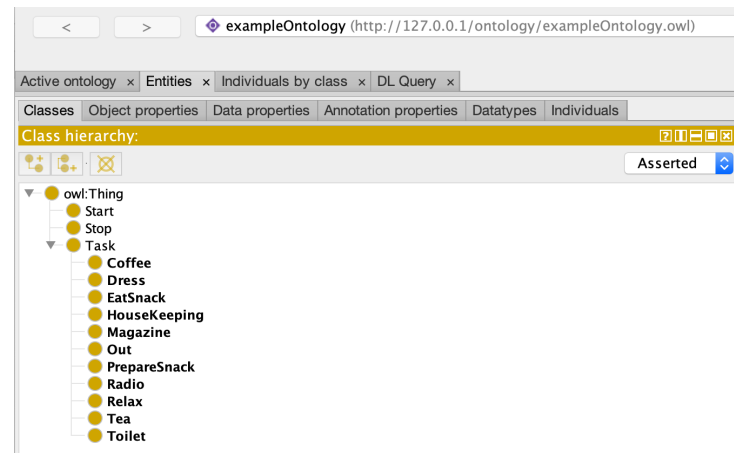 < > exampleOntology (http://127.0.0.1/ontology/exampleOntology.owl)
Active ontology × Entities × Individuals by class × DL Query ×
Classes Object properties Data properties Annotation properties Datatypes Individuals
Class hierarchy:
Asserted
owl:Thing
Start
Stop
Task
Coffee
Dress
EatSnack
HouseKeeping
Magazine
Out
PrepareSnack
Radio
Relax
Tea
Toilet